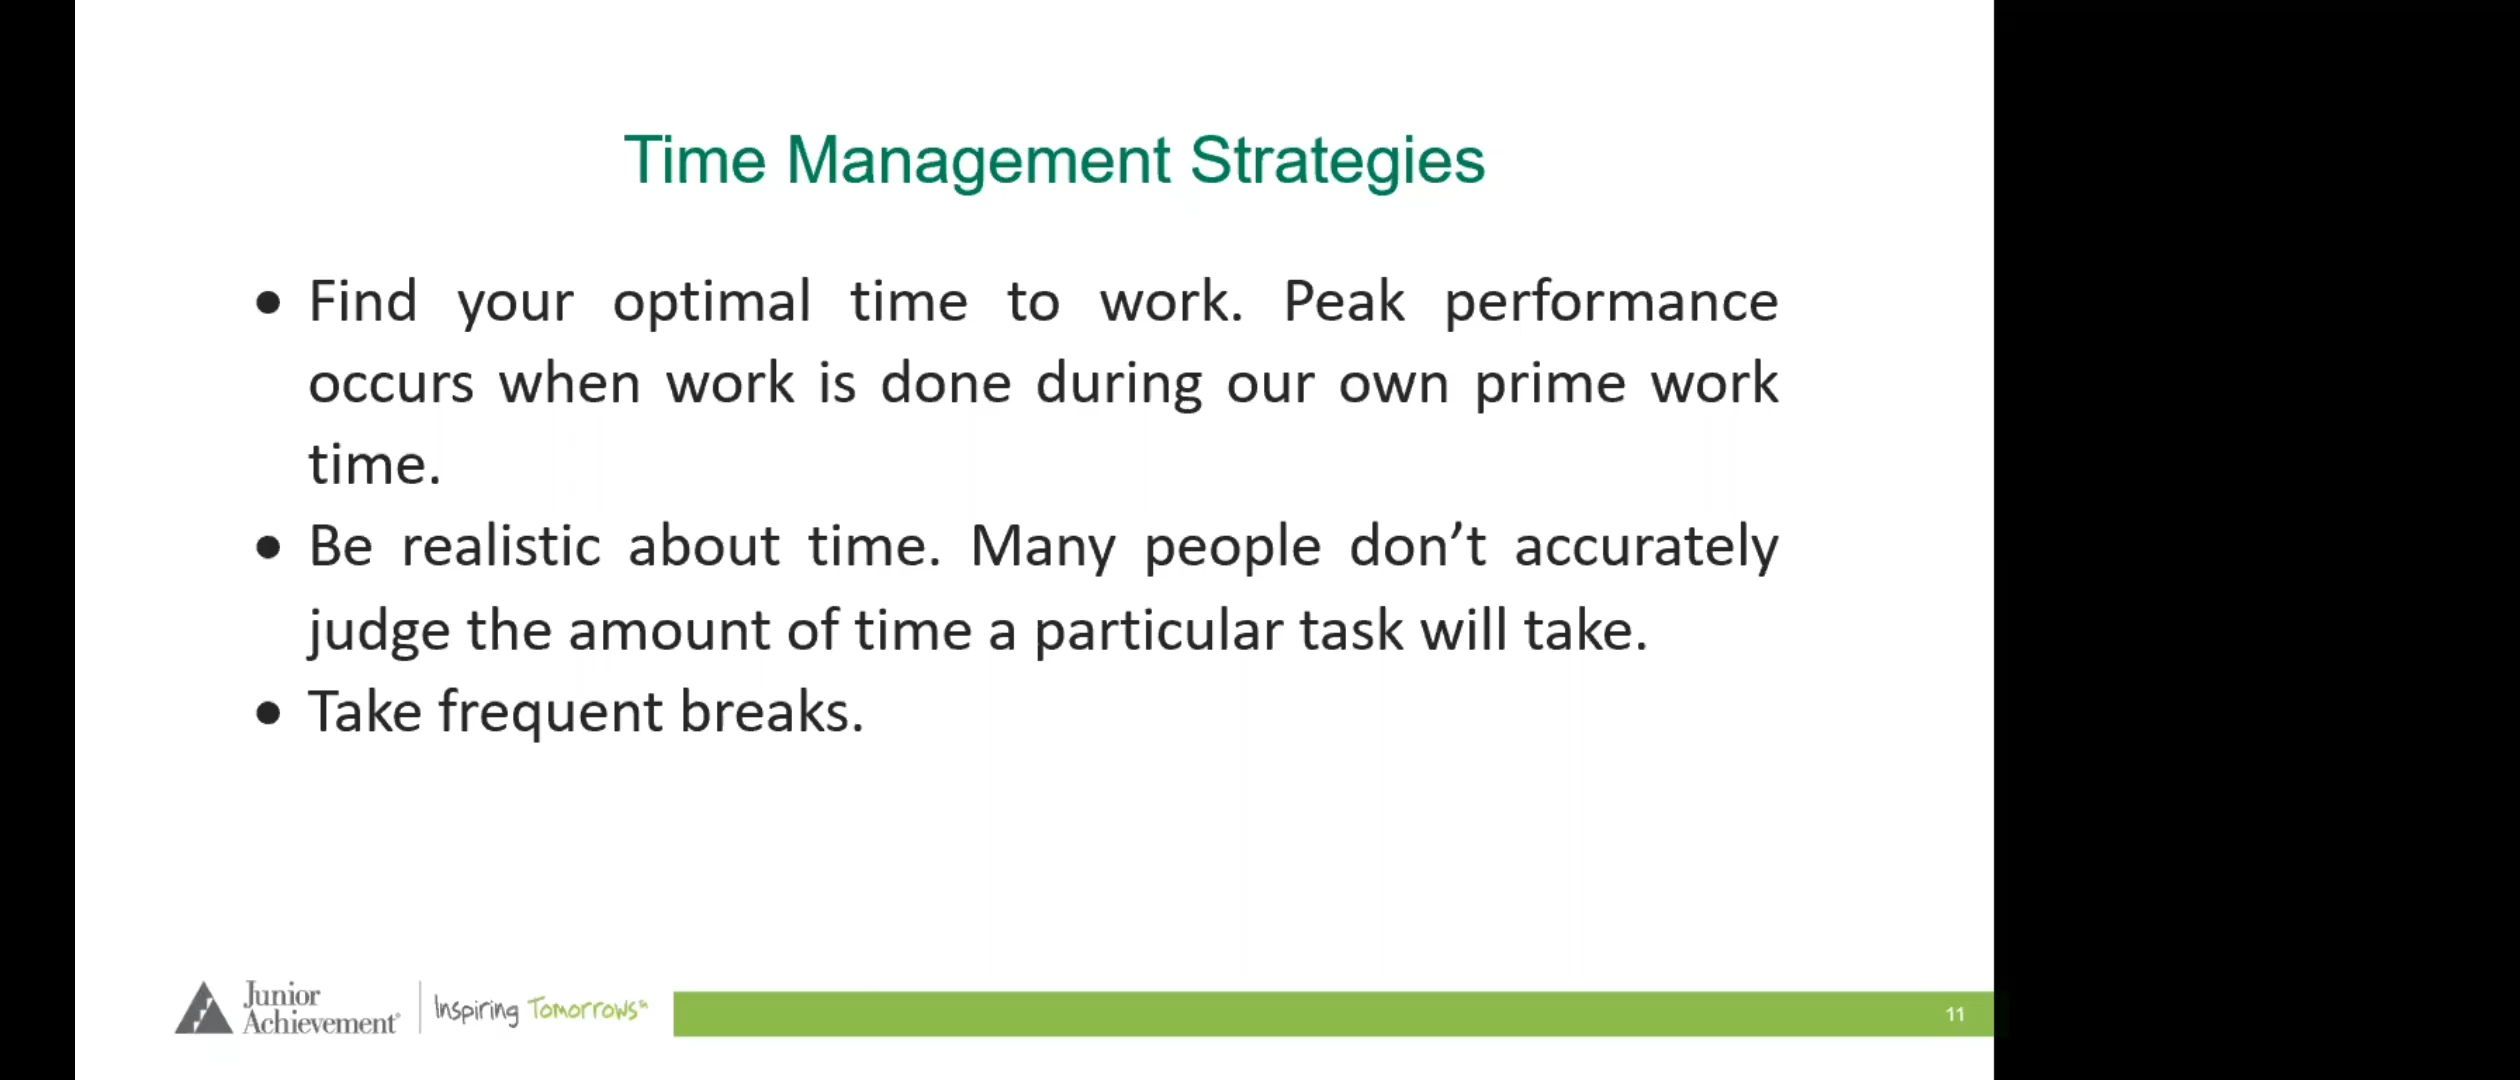 Time Management Strategies
● Find your optimal time to work. Peak performance
occurs when work is done during our own prime work
time.
● Be realistic about time. Many people don’t accurately
judge the amount of time a particular task will take.
● Take frequent breaks.
Junior
Achievement®
Inspiring Tomorrows℠
11